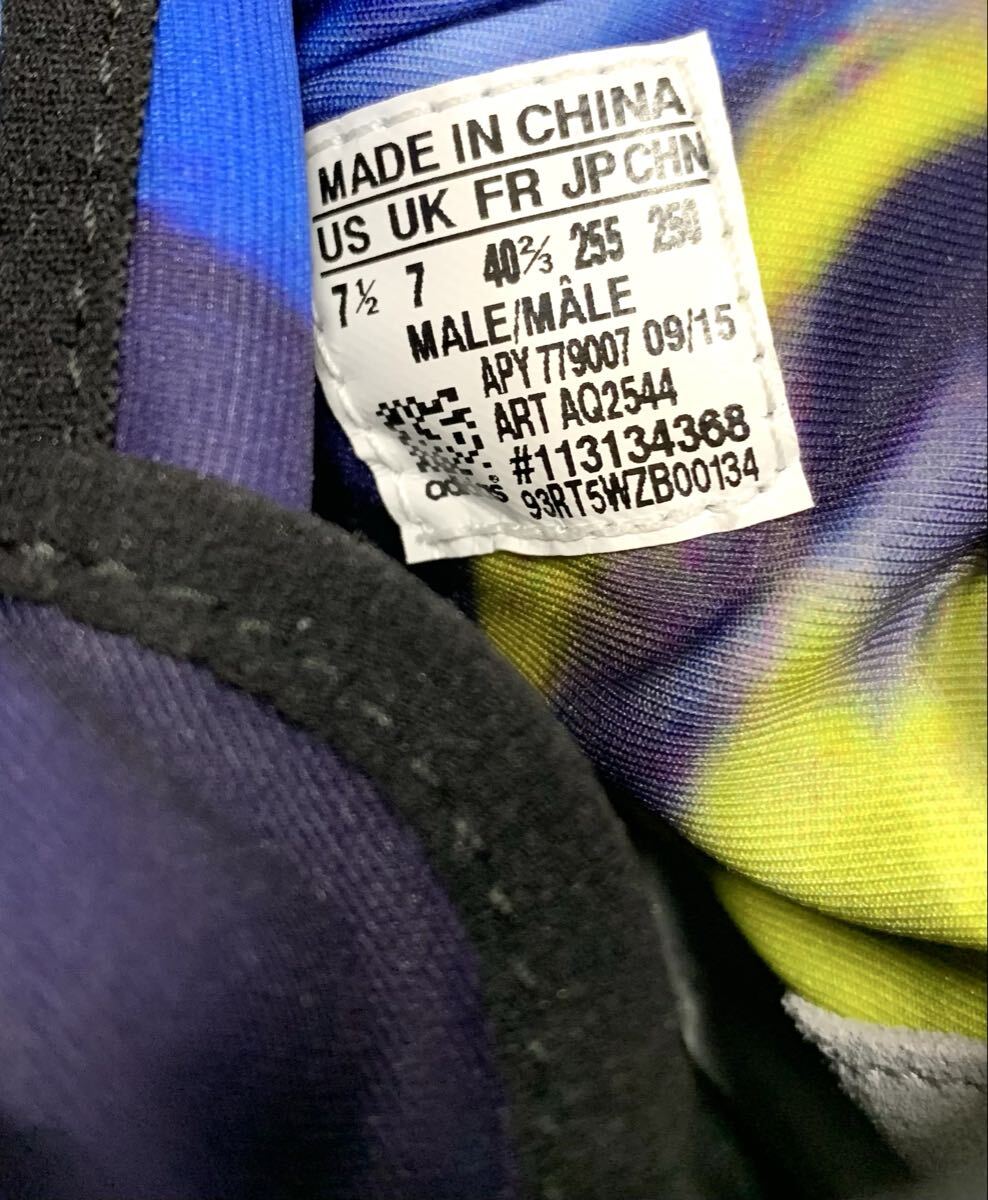 MADE IN CHINA
US UK FR JP CHN
7½ 7 40⅔ 255 250
MALE/MÂLE
APY 779007 09/15
ART AQ2544
#113134368
adidas® 93RT5WZB00134